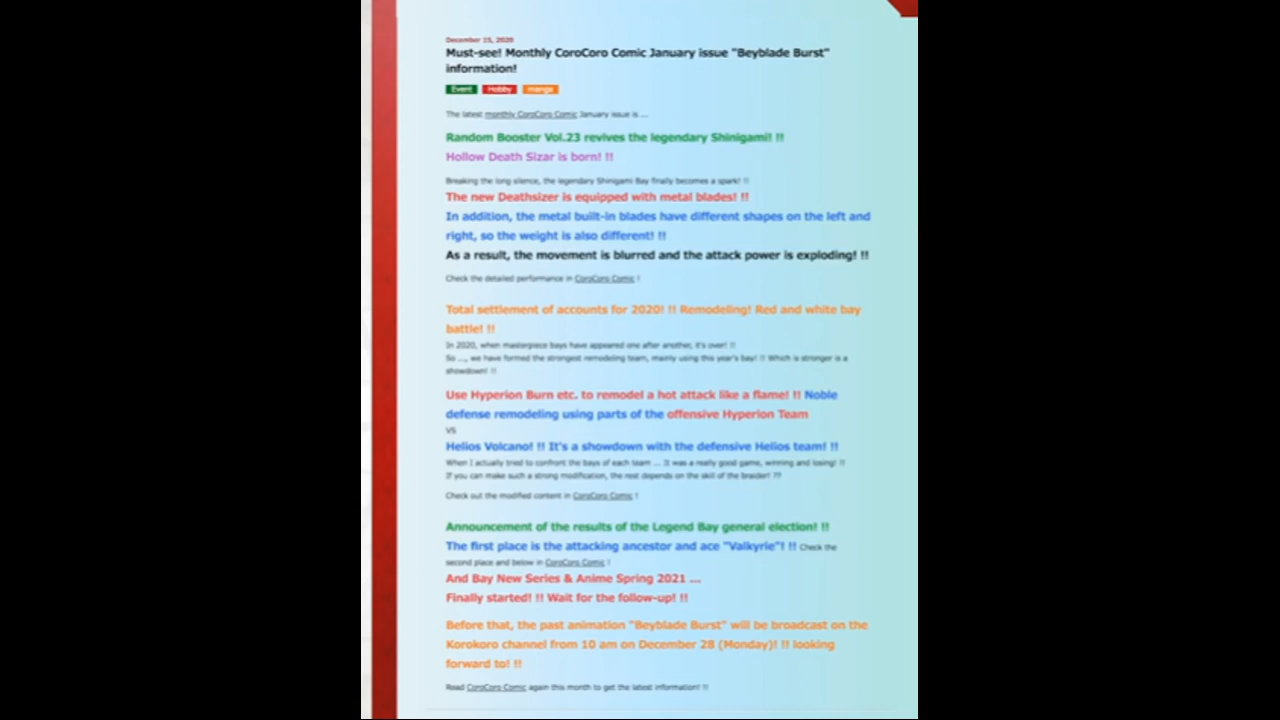 December 15, 2020
Must-see! Monthly CoroCoro Comic January issue "Beyblade Burst"
information!
Event Hobby manga
The latest monthly CoroCoro Comic January issue is ...
Random Booster Vol.23 revives the legendary Shinigami! !!
Hollow Death Sizar is born! !!
Breaking the long silence, the legendary Shinigami Bay finally becomes a spark! !!
The new Deathsizer is equipped with metal blades! !!
In addition, the metal built-in blades have different shapes on the left and
right, so the weight is also different! !!
As a result, the movement is blurred and the attack power is exploding! !!
Check the detailed performance in CoroCoro Comic !
Total settlement of accounts for 2020! !! Remodeling! Red and white bay
battle! !!
In 2020, when masterpiece bays have appeared one after another, it's over! !!
So ..., we have formed the strongest remodeling team, mainly using this year's bay! !! Which is stronger is a
showdown! !!
Use Hyperion Burn etc. to remodel a hot attack like a flame! !! Noble
defense remodeling using parts of the offensive Hyperion Team
VS
Helios Volcano! !! It's a showdown with the defensive Helios team! !!
When I actually tried to confront the bays of each team ... It was a really good game, winning and losing! !!
If you can make such a strong modification, the rest depends on the skill of the braider! ??
Check out the modified content in CoroCoro Comic !
Announcement of the results of the Legend Bay general election! !!
The first place is the attacking ancestor and ace "Valkyrie"! !! Check the
second place and below in CoroCoro Comic !
And Bay New Series & Anime Spring 2021 ...
Finally started! !! Wait for the follow-up! !!
Before that, the past animation "Beyblade Burst" will be broadcast on the
Korokoro channel from 10 am on December 28 (Monday)! !! looking
forward to! !!
Read CoroCoro Comic again this month to get the latest information! !!